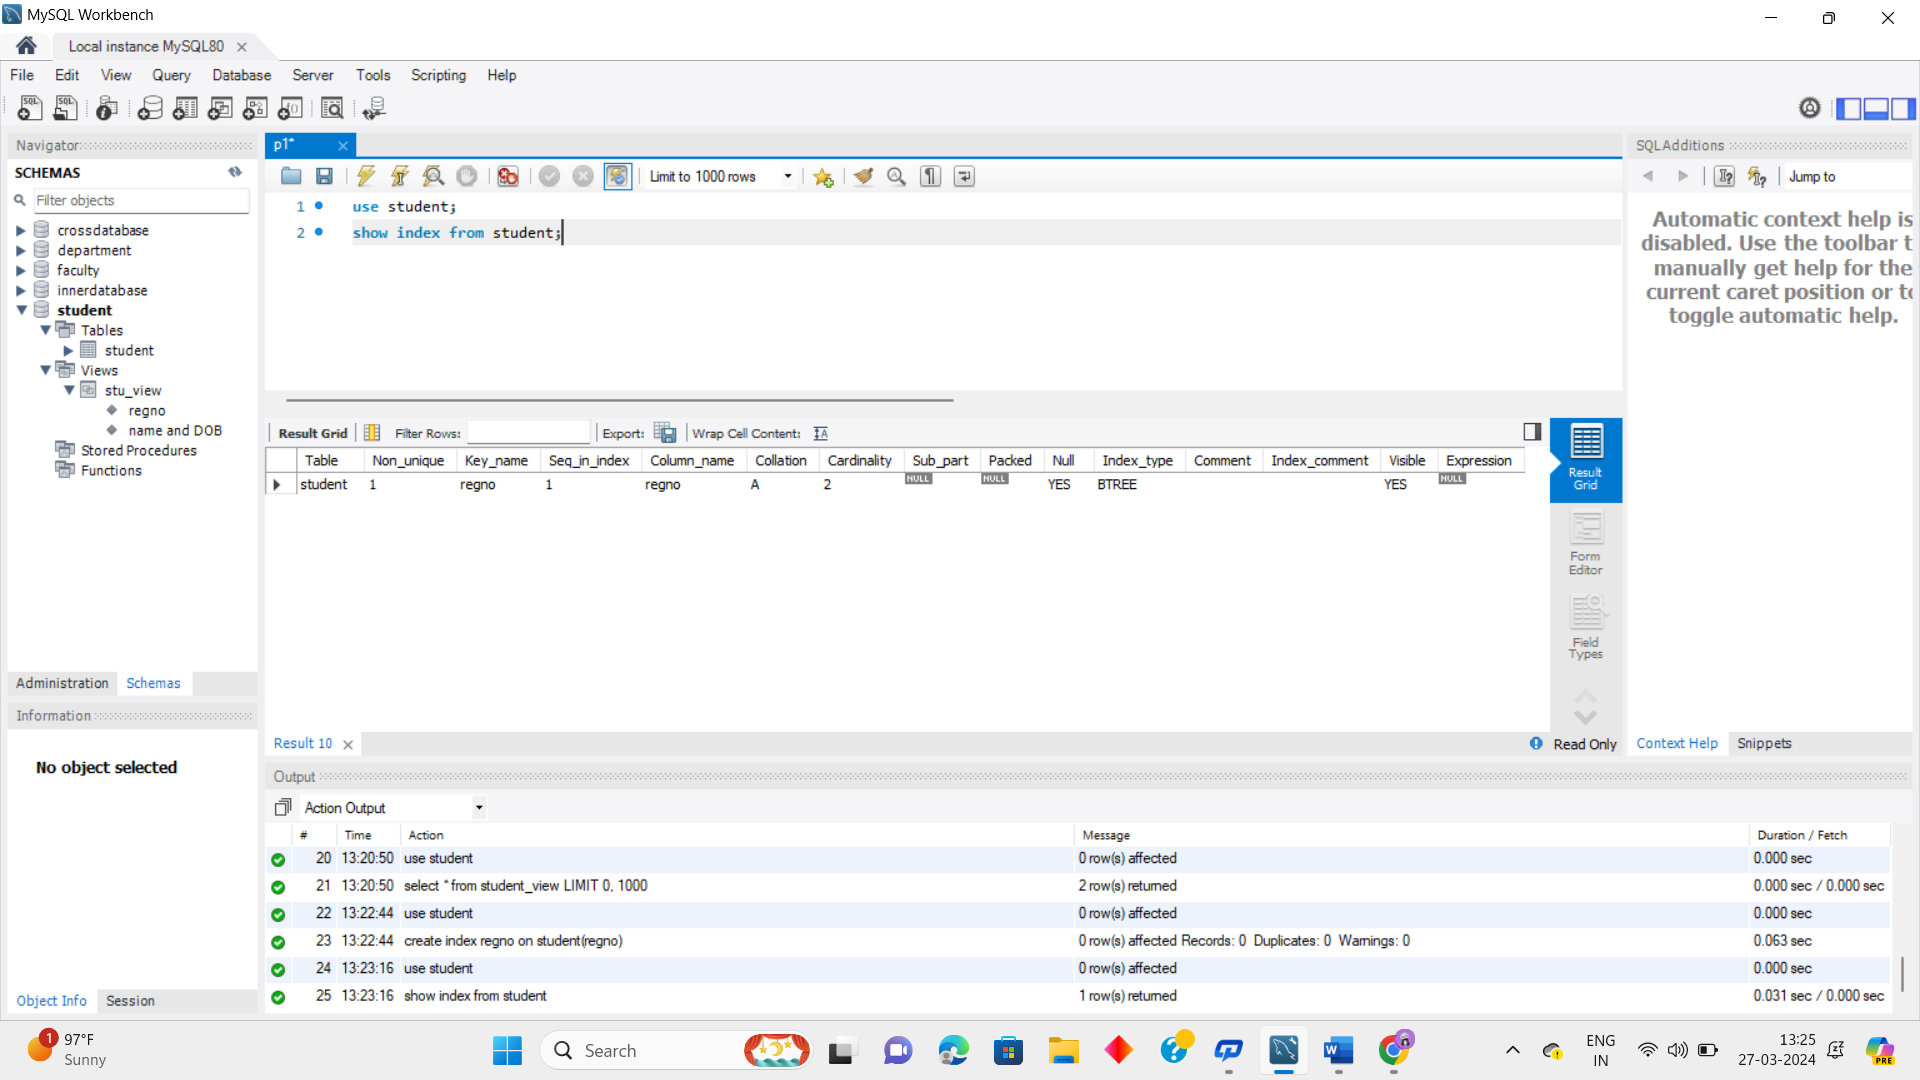 MySQL Workbench
Local instance MySQL80
File Edit View Query Database Server Tools Scripting Help
Navigator
SCHEMAS
Filter objects
crossdatabase
department
faculty
innerdatabase
student
Tables
student
Views
stu_view
regno
name and DOB
Stored Procedures
Functions
Administration Schemas
Information
No object selected
Object Info Session
p1*
Limit to 1000 rows
1 use student;
2 show index from student;
Result Grid Filter Rows: Export: Wrap Cell Content:
Table Non_unique Key_name Seq_in_index Column_name Collation Cardinality Sub_part Packed Null Index_type Comment Index_comment Visible Expression
student 1 regno 1 regno A 2 NULL NULL YES BTREE YES NULL
Result
Grid
Form
Editor
Field
Types
Result 10
Read Only
SQLAdditions
Jump to
Automatic context help is
disabled. Use the toolbar t
manually get help for the
current caret position or to
toggle automatic help.
Context Help Snippets
Output
Action Output
# Time Action Message Duration / Fetch
20 13:20:50 use student 0 row(s) affected 0.000 sec
21 13:20:50 select * from student_view LIMIT 0, 1000 2 row(s) returned 0.000 sec / 0.000 sec
22 13:22:44 use student 0 row(s) affected 0.000 sec
23 13:22:44 create index regno on student(regno) 0 row(s) affected Records: 0 Duplicates: 0 Warnings: 0 0.063 sec
24 13:23:16 use student 0 row(s) affected 0.000 sec
25 13:23:16 show index from student 1 row(s) returned 0.031 sec / 0.000 sec
1
97°F
Sunny
Search
ENG
IN
13:25
27-03-2024
PRE